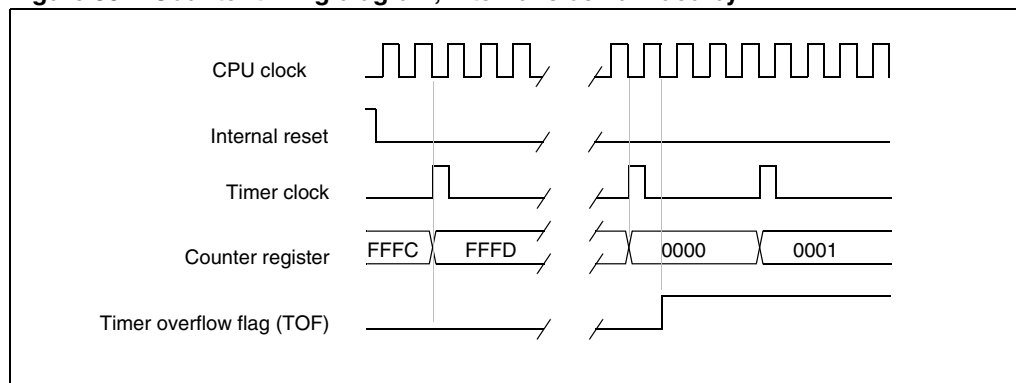 CPU clock
Internal reset
Timer clock
Counter register
FFFC
FFFD
0000
0001
Timer overflow flag (TOF)